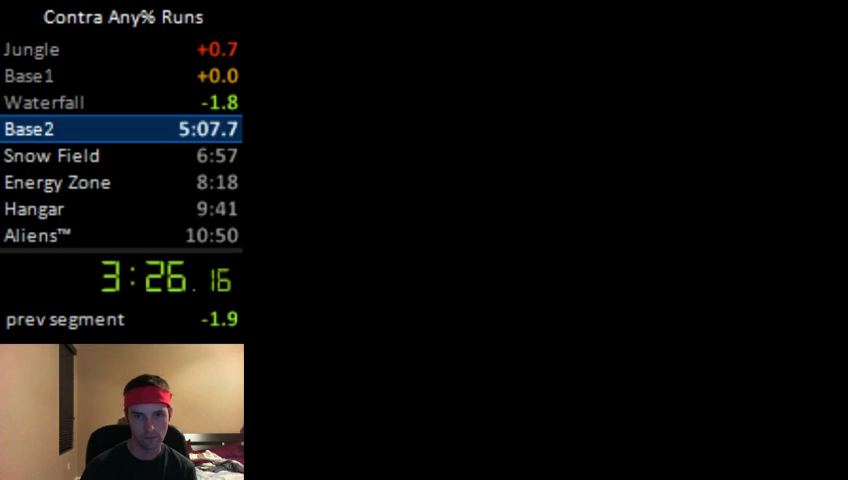 Contra Any% Runs
Jungle +0.7
Base1 +0.0
Waterfall -1.8
Base2 5:07.7
Snow Field 6:57
Energy Zone 8:18
Hangar 9:41
Aliens™ 10:50
3:26.16
prev segment -1.9